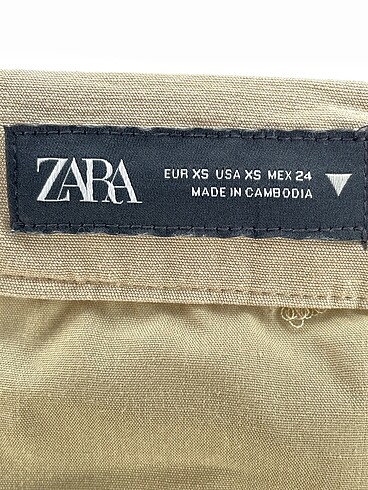 ZARA
EUR XS USA XS MEX 24
MADE IN CAMBODIA